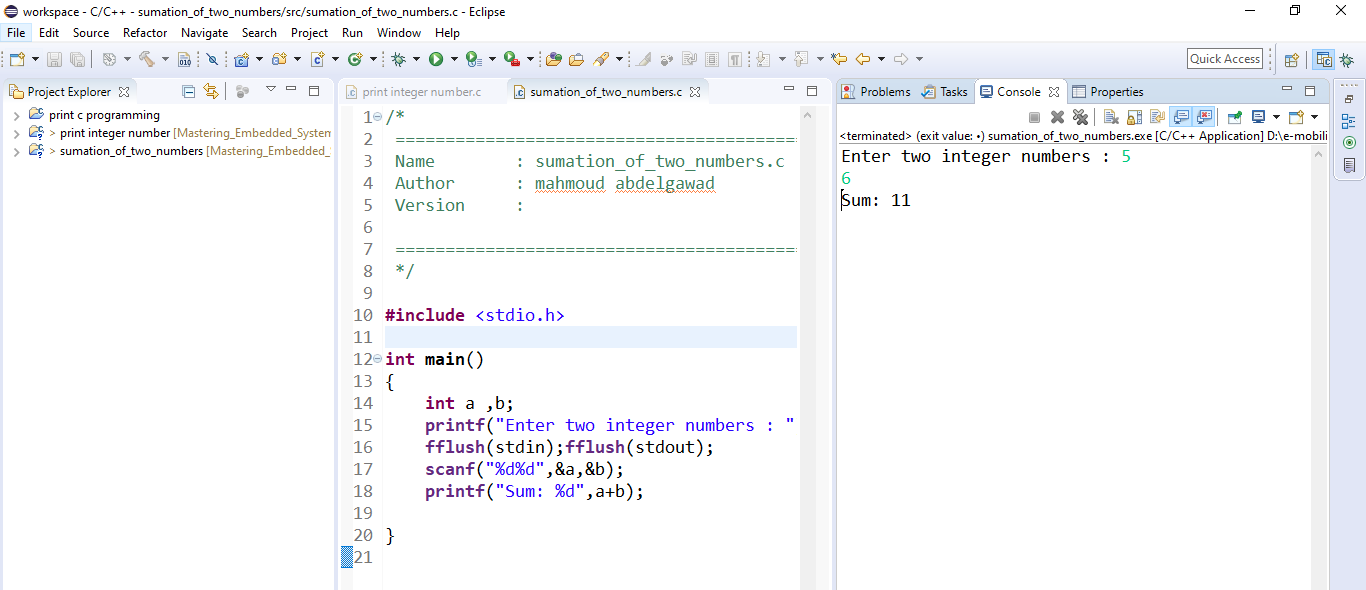 workspace - C/C++ - sumation_of_two_numbers/src/sumation_of_two_numbers.c - Eclipse
File Edit Source Refactor Navigate Search Project Run Window Help
Quick Access
Project Explorer
print c programming
> print integer number [Mastering_Embedded_System
> sumation_of_two_numbers [Mastering_Embedded_
print integer number.c
sumation_of_two_numbers.c
1 /*
2 ========================================
3 Name : sumation_of_two_numbers.c
4 Author : mahmoud abdelgawad
5 Version :
6
7 ========================================
8 */
9
10 #include <stdio.h>
11
12 int main()
13 {
14 int a ,b;
15 printf("Enter two integer numbers : "
16 fflush(stdin);fflush(stdout);
17 scanf("%d%d",&a,&b);
18 printf("Sum: %d",a+b);
19
20 }
21
Problems Tasks Console Properties
<terminated> (exit value: •) sumation_of_two_numbers.exe [C/C++ Application] D:\e-mobili
Enter two integer numbers : 5
6
Sum: 11